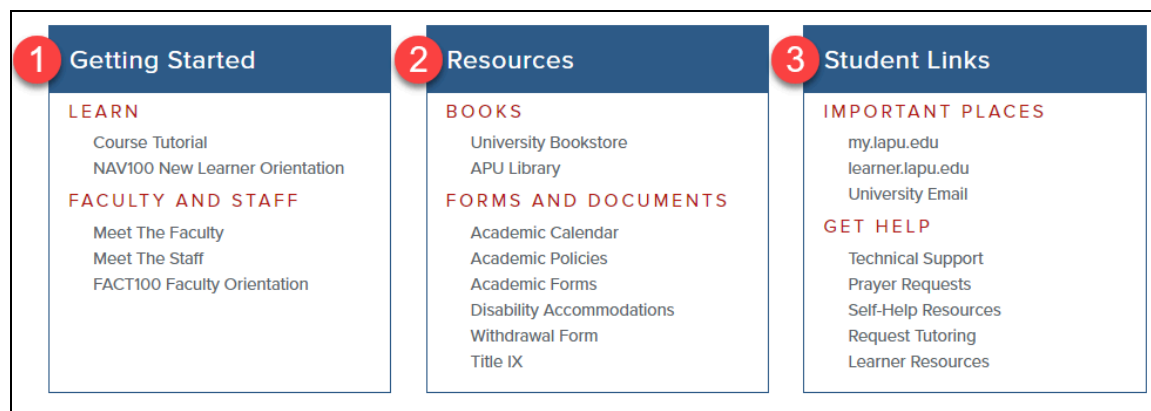 1 Getting Started
LEARN
Course Tutorial
NAV100 New Learner Orientation
FACULTY AND STAFF
Meet The Faculty
Meet The Staff
FACT100 Faculty Orientation
2 Resources
BOOKS
University Bookstore
APU Library
FORMS AND DOCUMENTS
Academic Calendar
Academic Policies
Academic Forms
Disability Accommodations
Withdrawal Form
Title IX
3 Student Links
IMPORTANT PLACES
my.lapu.edu
learner.lapu.edu
University Email
GET HELP
Technical Support
Prayer Requests
Self-Help Resources
Request Tutoring
Learner Resources